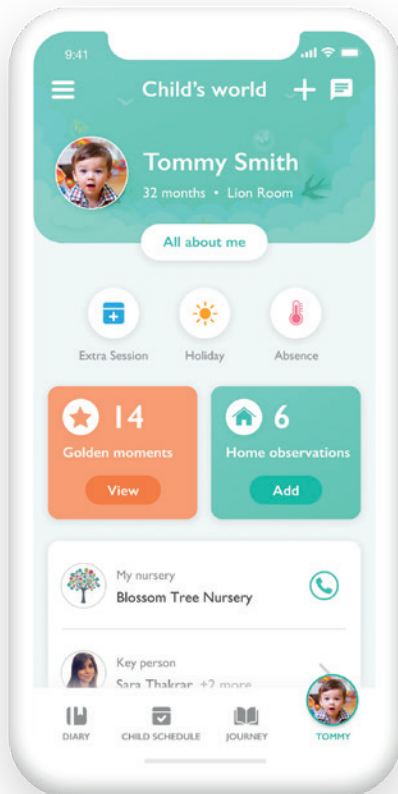 9:41
Child's world
Tommy Smith
32 months • Lion Room
All about me
Extra Session
Holiday
Absence
14
Golden moments
View
6
Home observations
Add
My nursery
Blossom Tree Nursery
Key person
Sara Thakrar +2 more
DIARY
CHILD SCHEDULE
JOURNEY
TOMMY